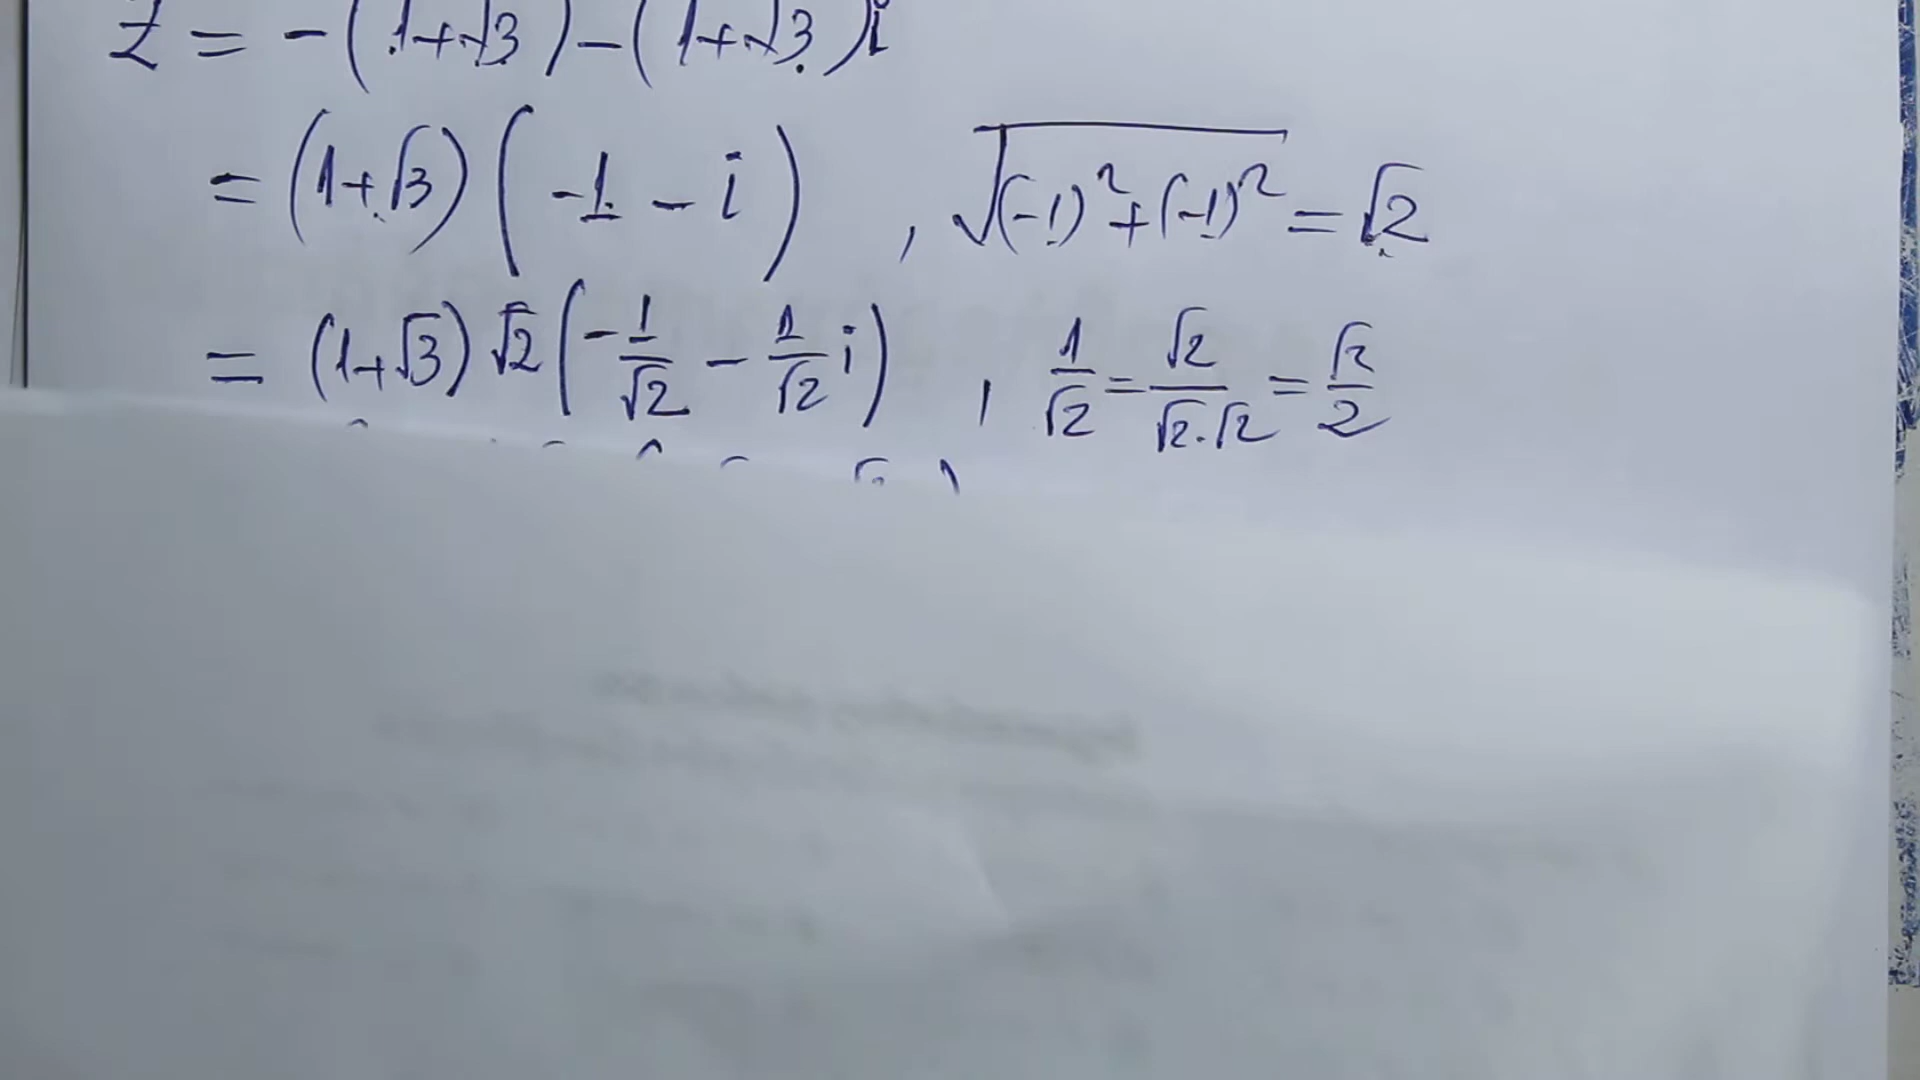 Z = -(1+√3)-(1+√3)i
= (1+√3)(-1-i) , √((-1)²+(-1)²) = √2
= (1+√3)√2(-1/√2 - 1/√2 i) , 1/√2 = √2/(√2.√2) = √2/2